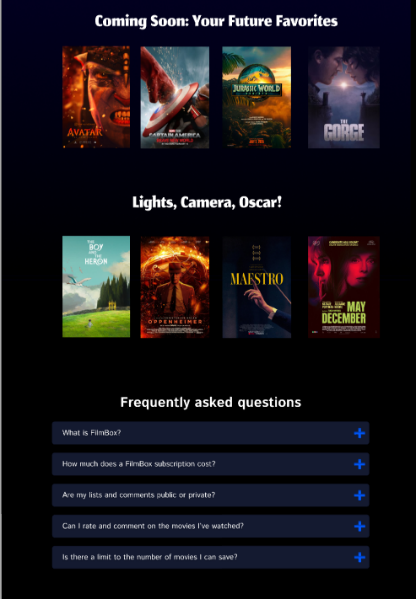 Coming Soon: Your Future Favorites
AVATAR
CAPTAIN AMERICA
JURASSIC WORLD
THE
GORGE
Lights, Camera, Oscar!
THE
BOY
AND THE
HERON
OPPENHEIMER
MAESTRO
MAY
DECEMBER
Frequently asked questions
What is FilmBox?
How much does a FilmBox subscription cost?
Are my lists and comments public or private?
Can I rate and comment on the movies I've watched?
Is there a limit to the number of movies I can save?